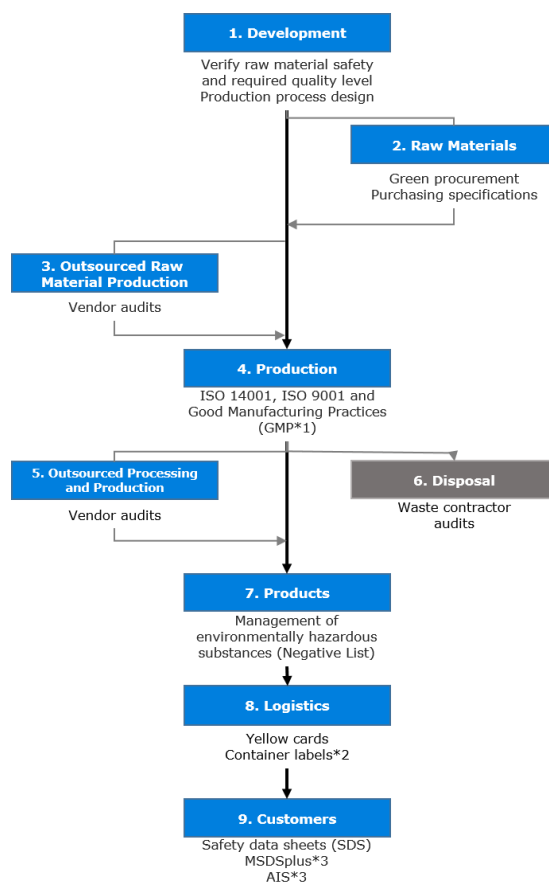 1. Development
Verify raw material safety
and required quality level
Production process design
2. Raw Materials
Green procurement
Purchasing specifications
3. Outsourced Raw
Material Production
Vendor audits
4. Production
ISO 14001, ISO 9001 and
Good Manufacturing Practices
(GMP*1)
5. Outsourced Processing
and Production
Vendor audits
6. Disposal
Waste contractor
audits
7. Products
Management of
environmentally hazardous
substances (Negative List)
8. Logistics
Yellow cards
Container labels*2
9. Customers
Safety data sheets (SDS)
MSDSplus*3
AIS*3